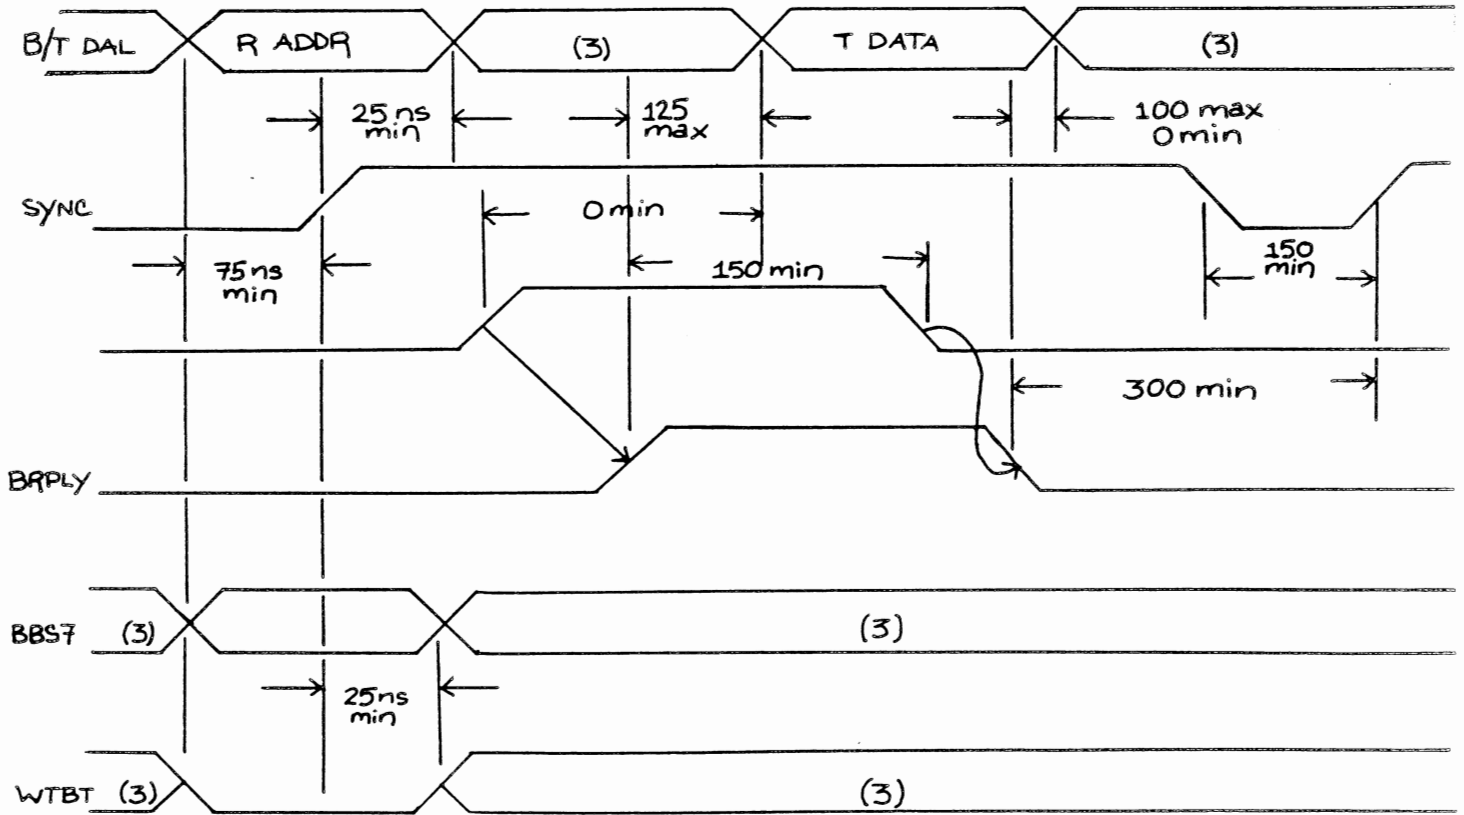 B/T DAL R ADDR (3) T DATA (3)
25 ns min 125 max 100 max 0 min
SYNC 0 min
75 ns min 150 min 150 min
300 min
BRPLY
BBS7 (3) (3)
25 ns min
WTBT (3) (3)